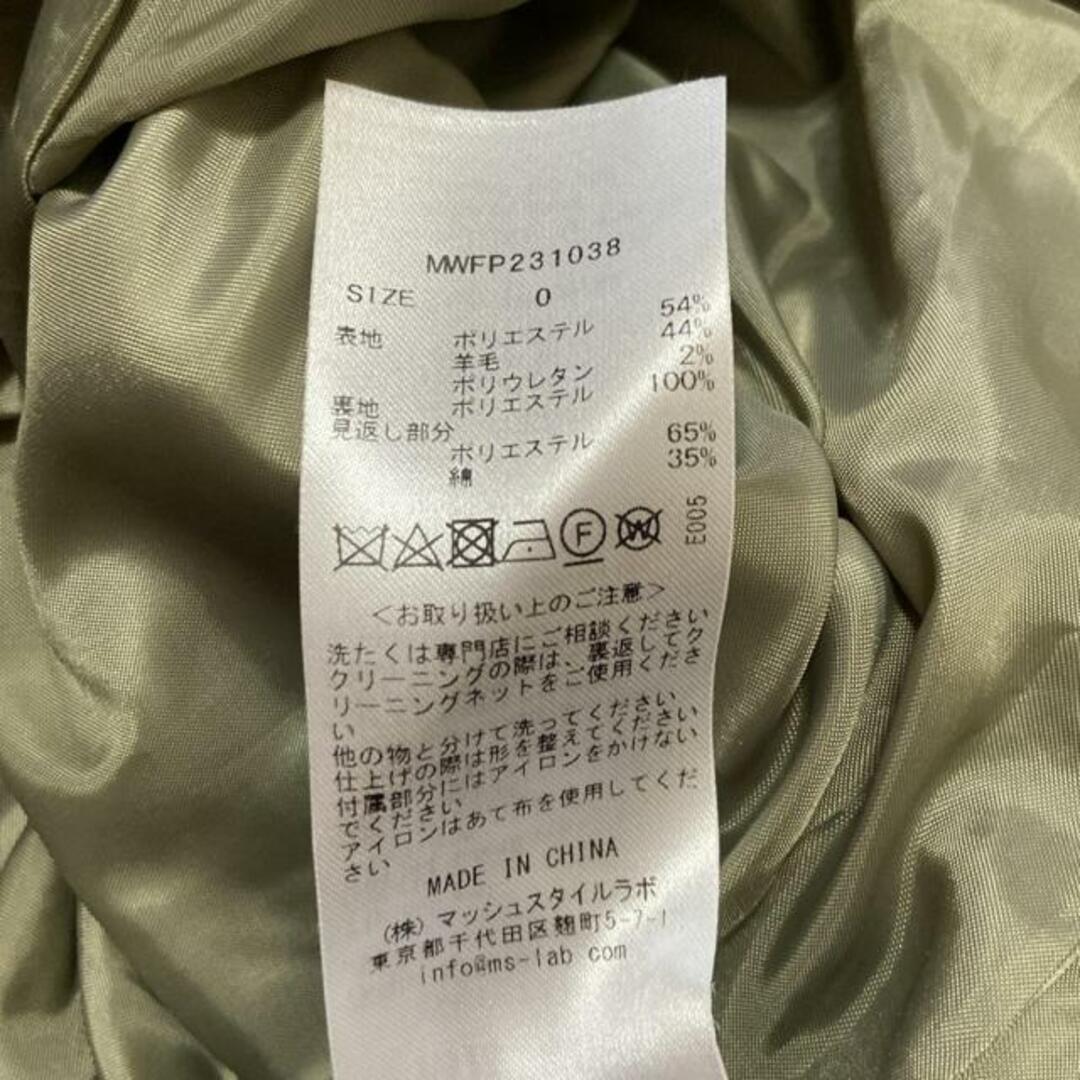 MWFP231038
SIZE 0
表地 ポリエステル 54%
羊毛 44%
ポリウレタン 2%
裏地 ポリエステル 100%
見返し部分
ポリエステル 65%
綿 35%
F W E005
<お取り扱い上のご注意>
洗たくは専門店にご相談ください
クリーニングの際は、裏返してク
リーニングネットをご使用くださ
い
他の物と分けて洗ってください
仕上げの際は形を整えてください
付属部分にはアイロンをかけない
でください
アイロンはあて布を使用してくだ
さい
MADE IN CHINA
(株) マッシュスタイルラボ
東京都千代田区麹町5-7-1
info@ms-lab com